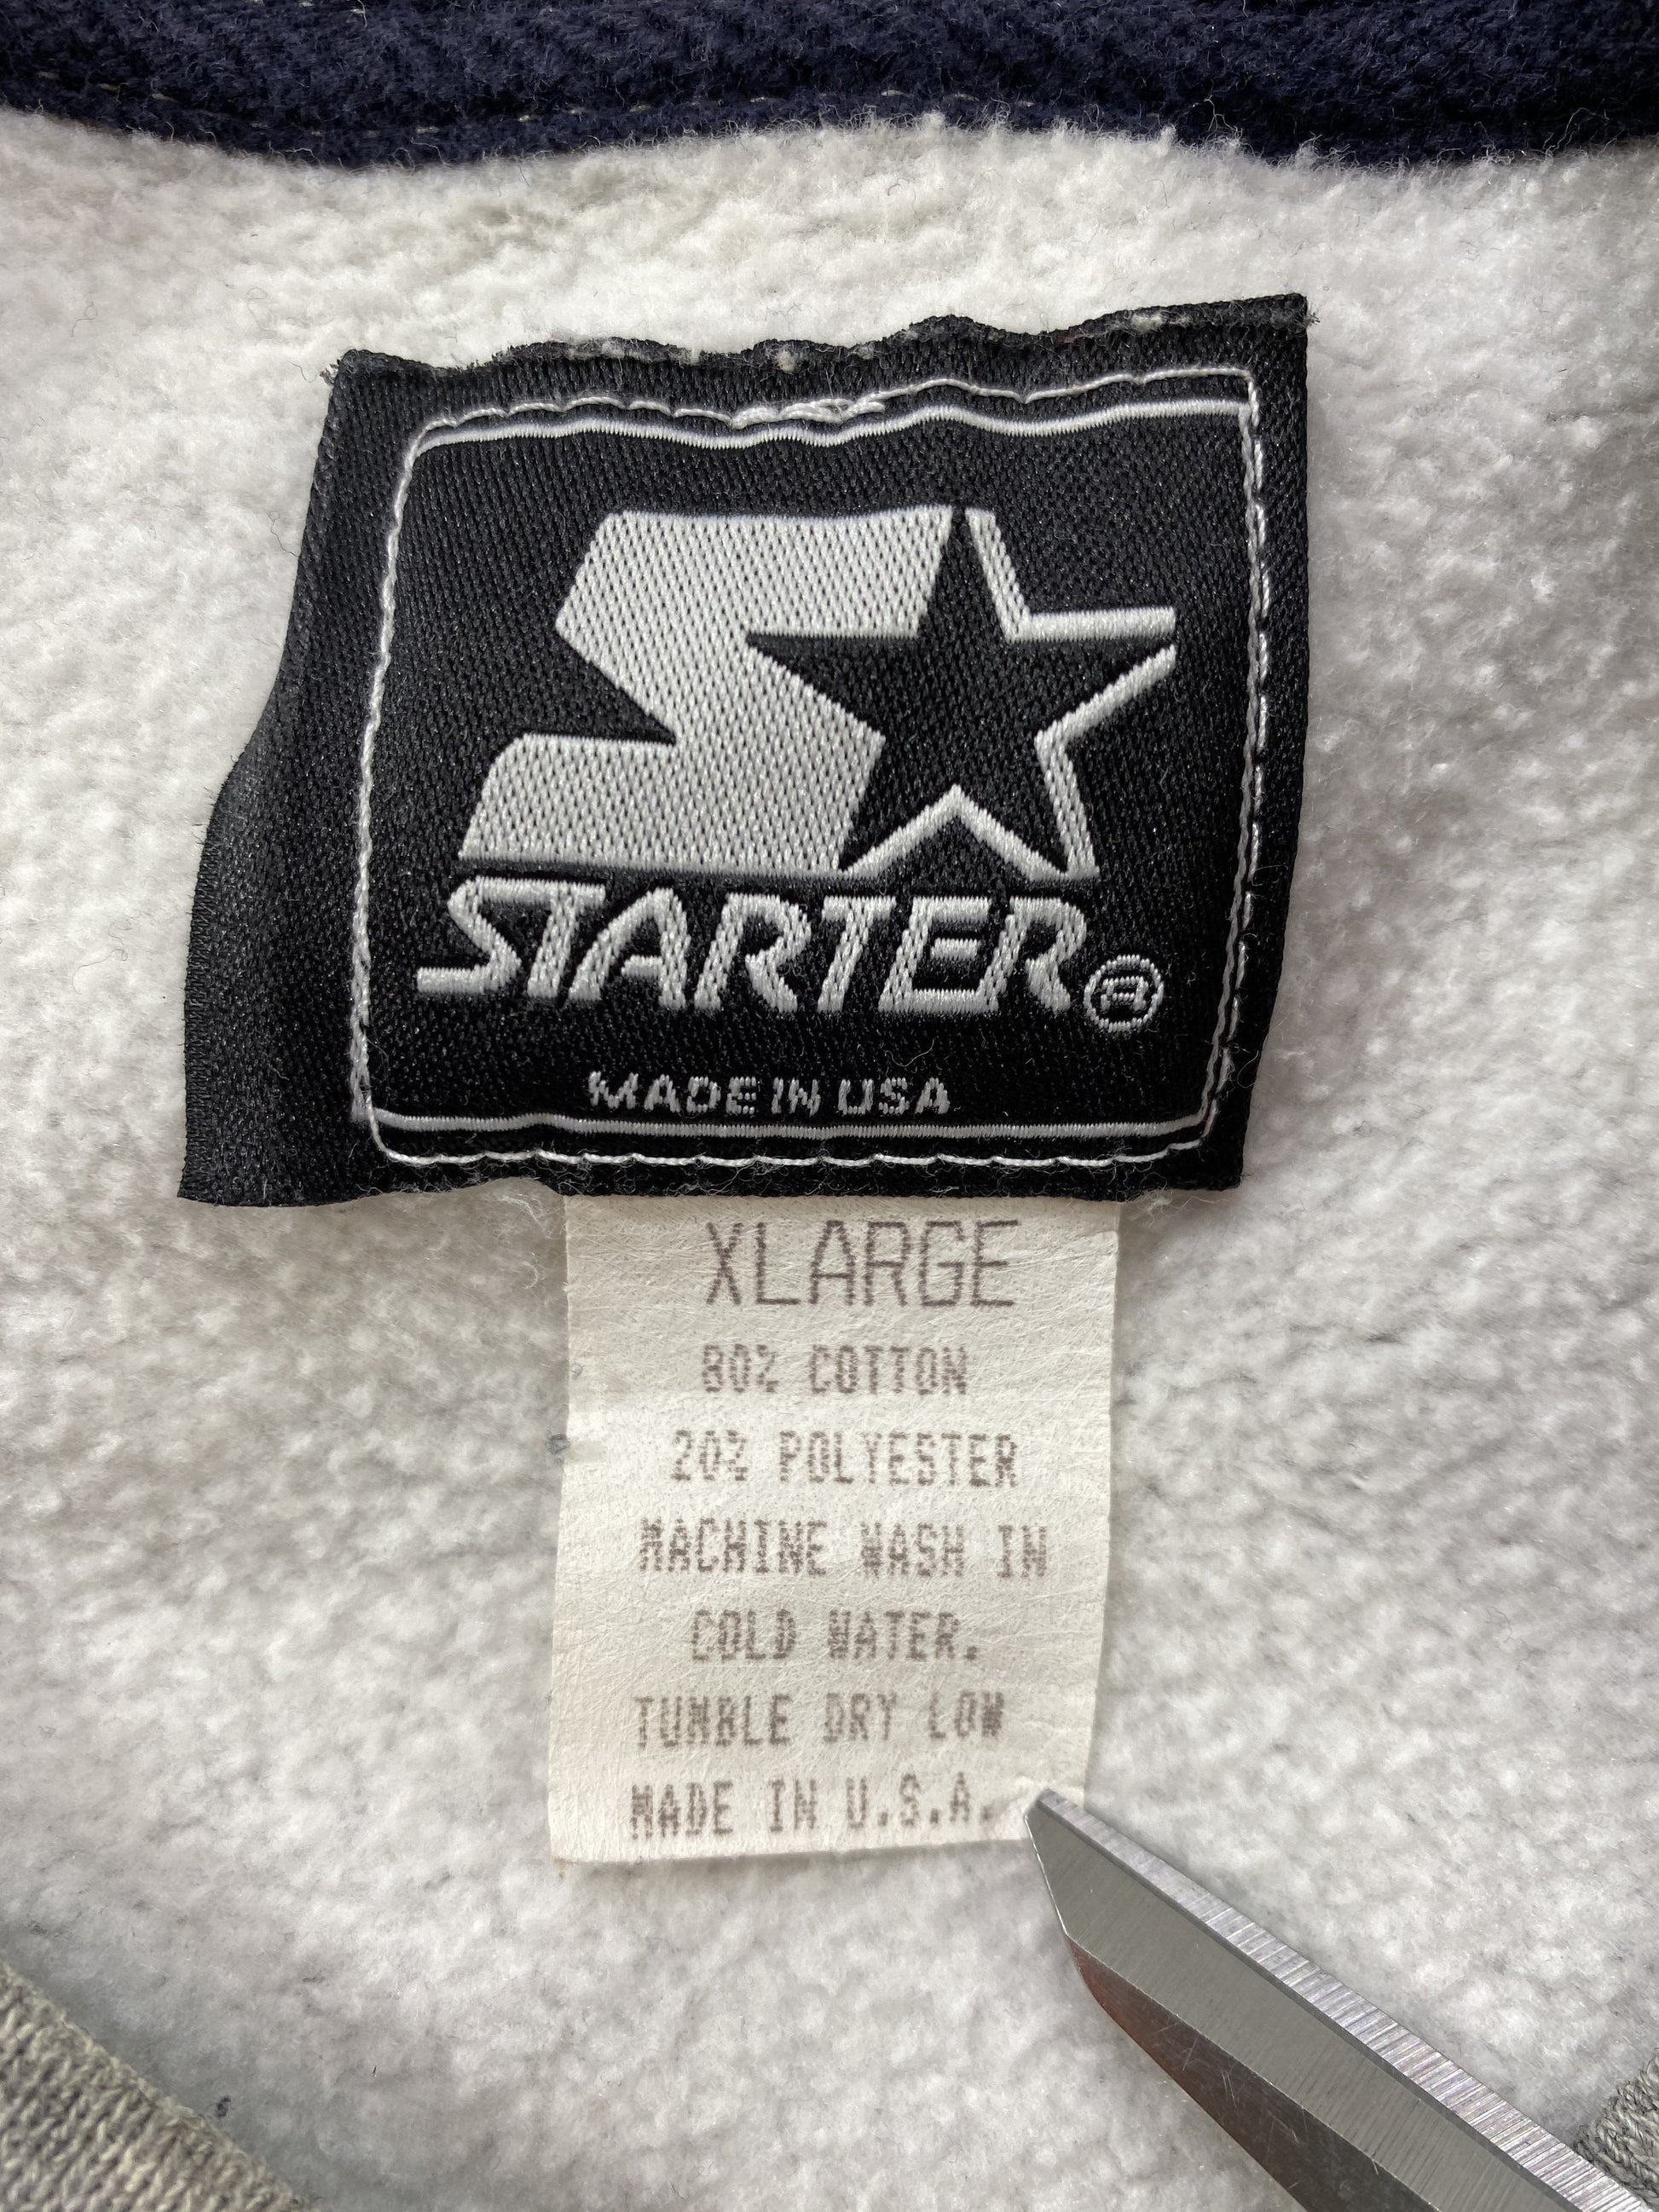 STARTER®
MADE IN USA
XLARGE
80% COTTON
20% POLYESTER
MACHINE WASH IN
COLD WATER.
TUMBLE DRY LOW
MADE IN U.S.A.